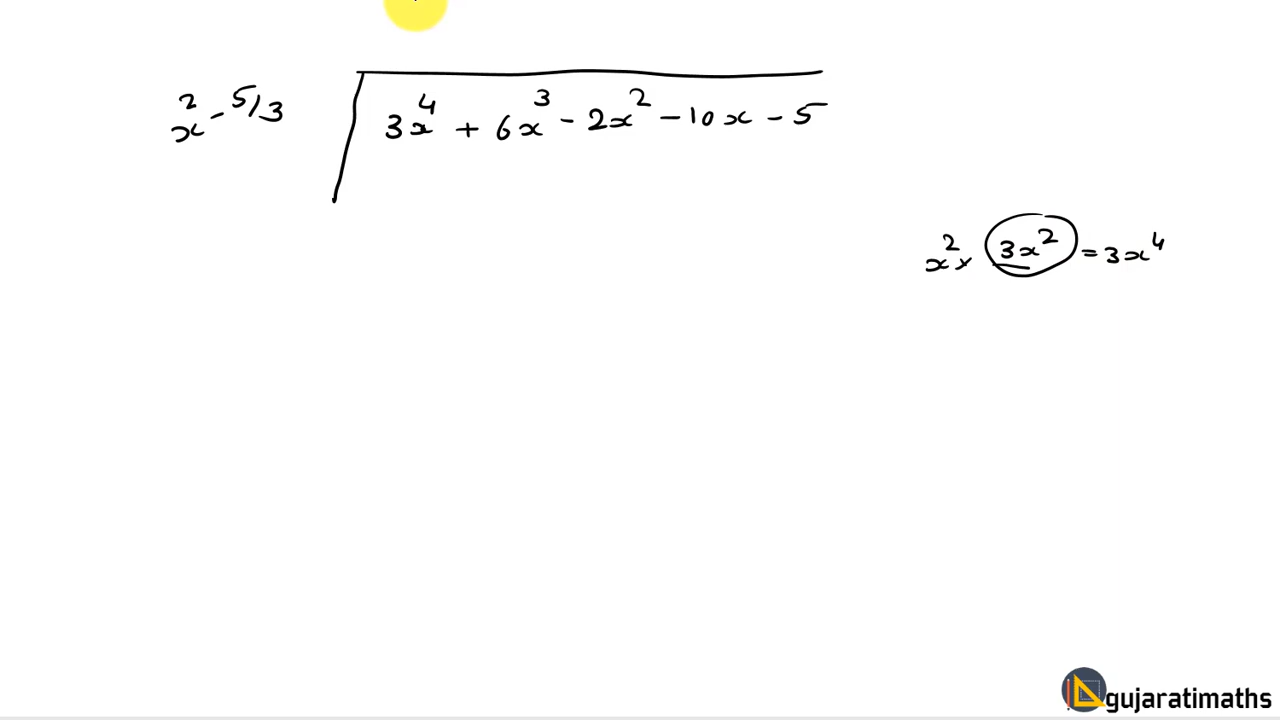 x² - 5/3 3x⁴ + 6x³ - 2x² - 10x - 5
x² × 3x² = 3x⁴
gujaratimaths